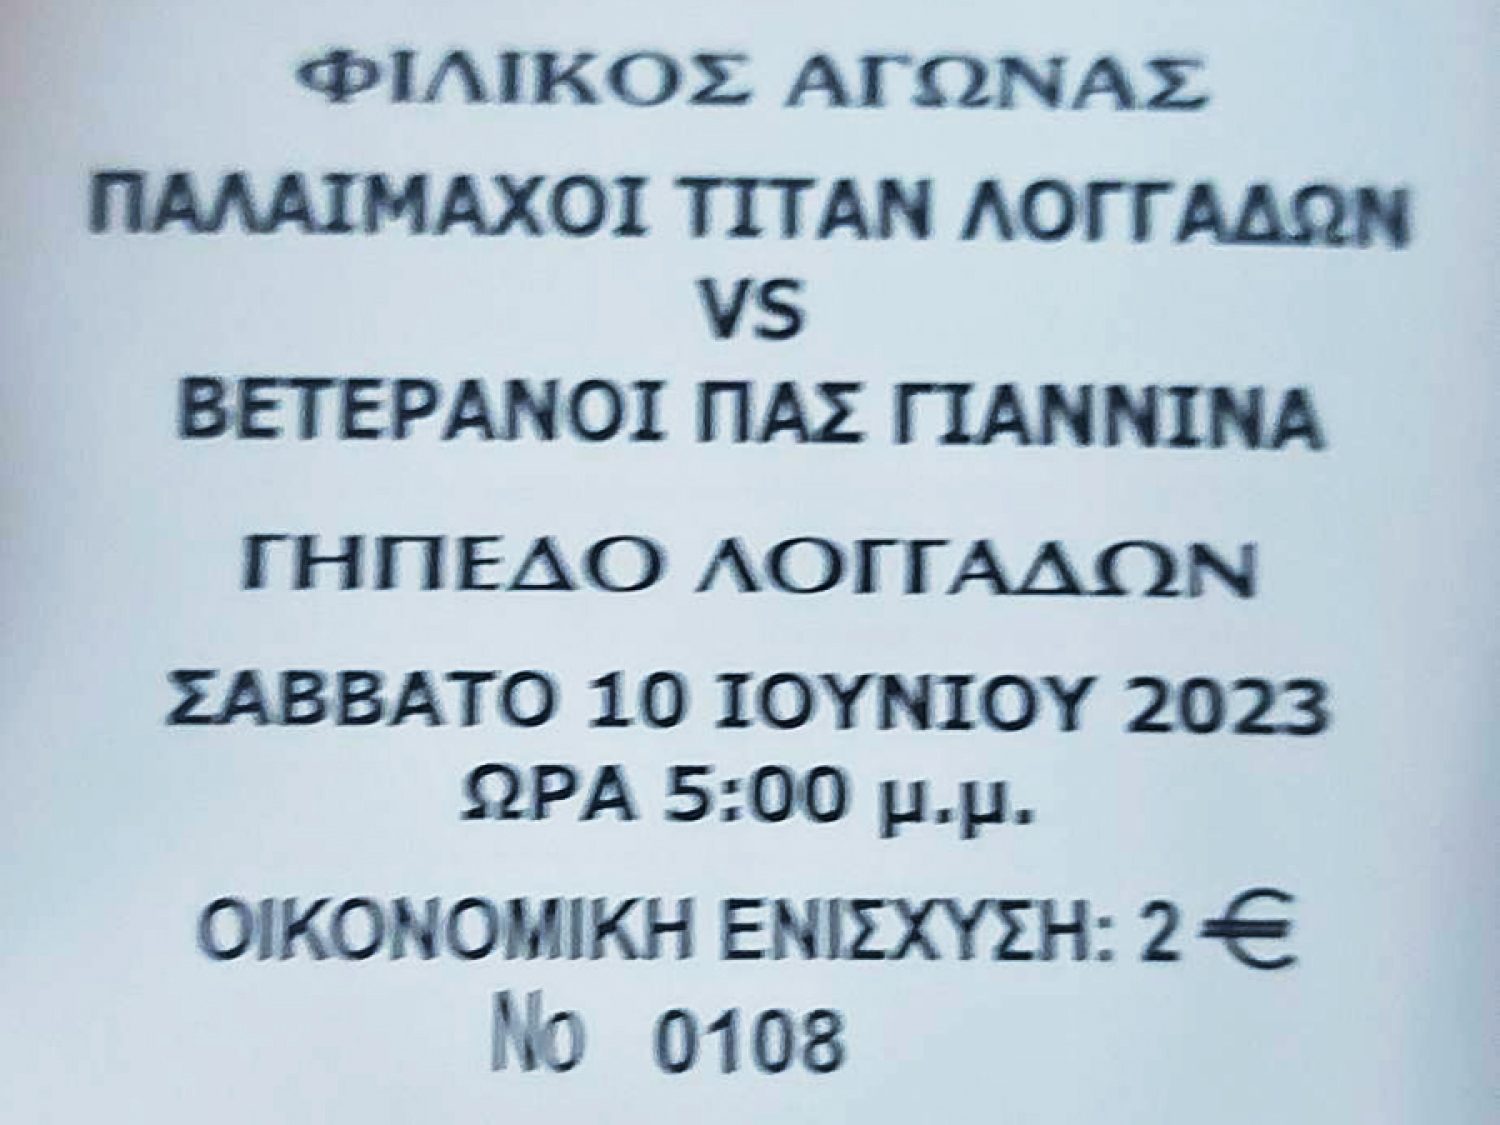 ΦΙΛΙΚΟΣ ΑΓΩΝΑΣ
ΠΑΛΑΙΜΑΧΟΙ ΤΙΤΑΝ ΛΟΓΓΑΔΩΝ
VS
ΒΕΤΕΡΑΝΟΙ ΠΑΣ ΓΙΑΝΝΙΝΑ
ΓΗΠΕΔΟ ΛΟΓΓΑΔΩΝ
ΣΑΒΒΑΤΟ 10 ΙΟΥΝΙΟΥ 2023
ΩΡΑ 5:00 μ.μ.
ΟΙΚΟΝΟΜΙΚΗ ΕΝΙΣΧΥΣΗ: 2 €
No 0108